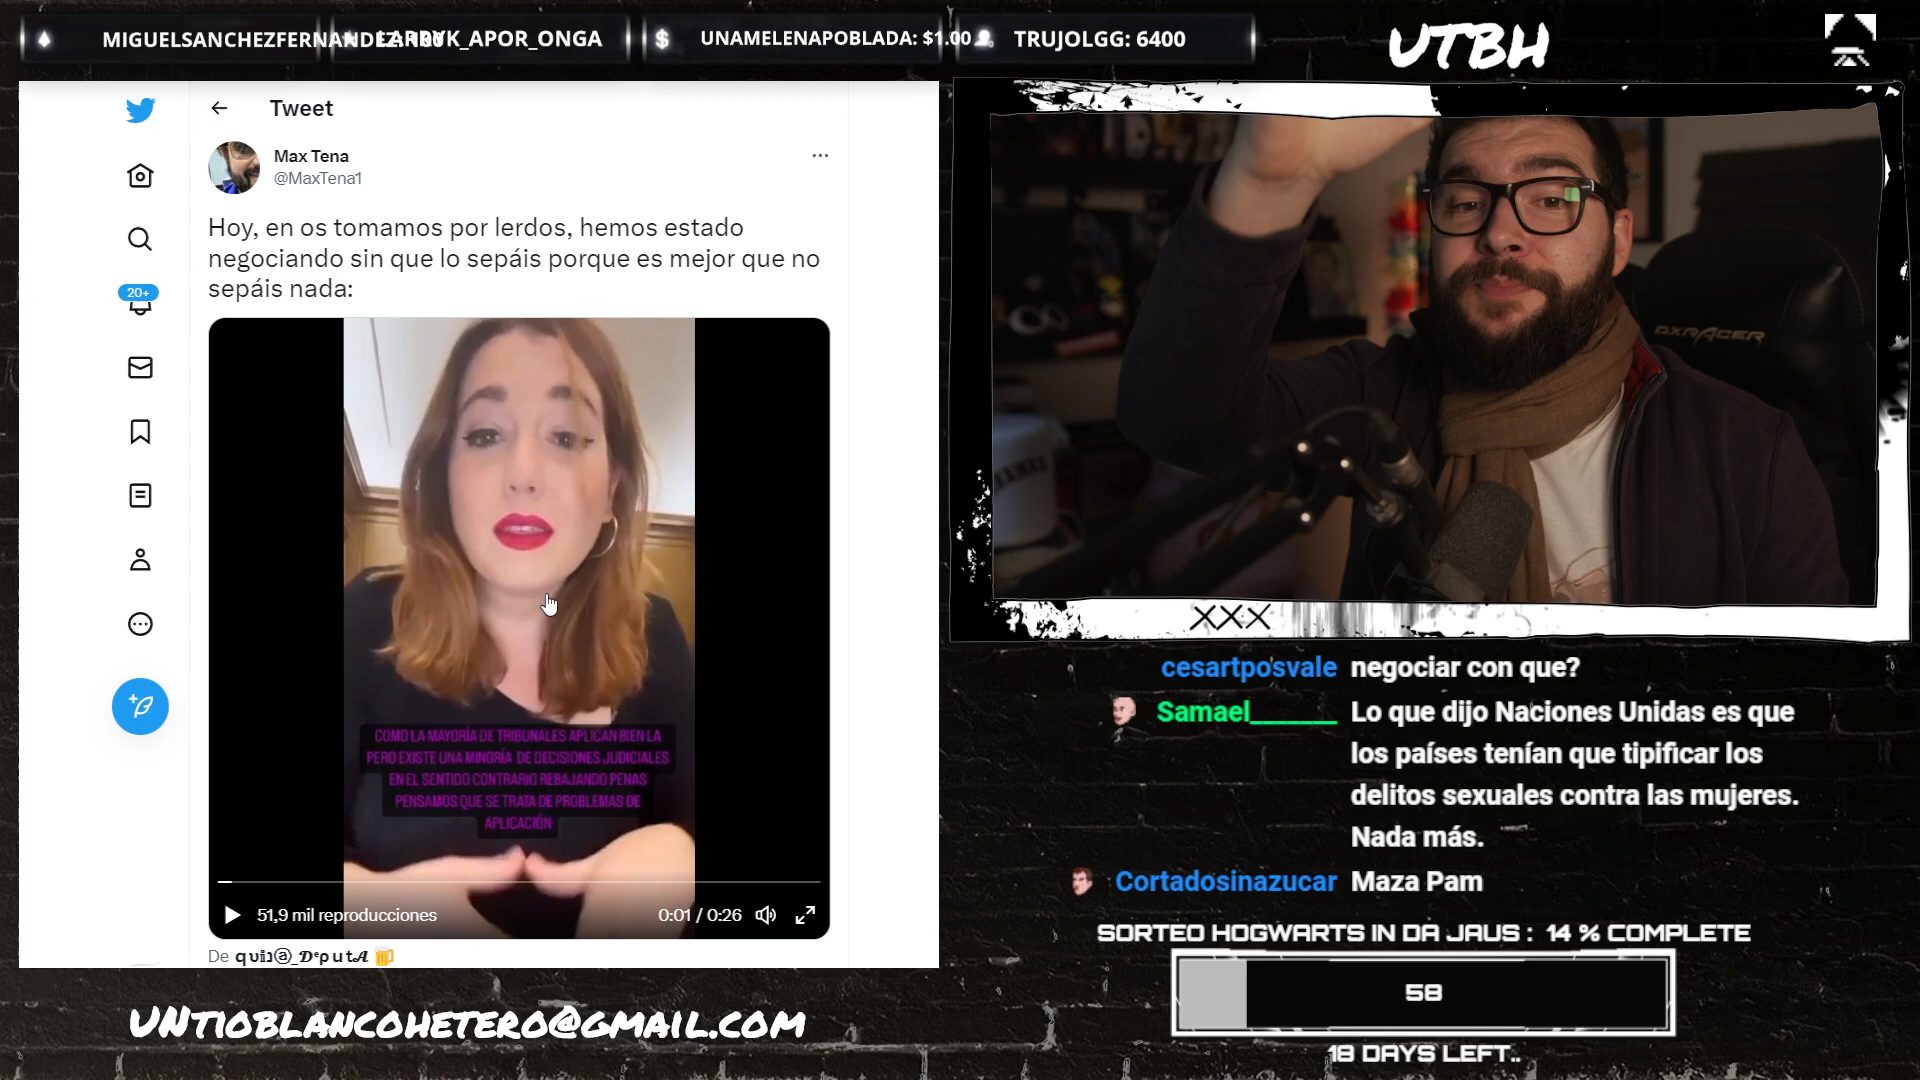 MIGUELSANCHEZFERNANDEZ: 100
LARRYK_APOR_ONGA
$ UNAMELENAPOBLADA: $1.00
TRUJOLGG: 6400
UTBH
Tweet
Max Tena
@MaxTena1
Hoy, en os tomamos por lerdos, hemos estado
negociando sin que lo sepáis porque es mejor que no
sepáis nada:
20+
COMO LA MAYORÍA DE TRIBUNALES APLICAN BIEN LA
PERO EXISTE UNA MINORÍA DE DECISIONES JUDICIALES
EN EL SENTIDO CONTRARIO REBAJANDO PENAS
PENSAMOS QUE SE TRATA DE PROBLEMAS DE
APLICACIÓN
51,9 mil reproducciones
0:01 / 0:26
De
DXRACER
XXX
cesartposvale negociar con que?
Samael_______ Lo que dijo Naciones Unidas es que
los países tenían que tipificar los
delitos sexuales contra las mujeres.
Nada más.
Cortadosinazucar Maza Pam
SORTEO HOGWARTS IN DA JAUS : 14 % COMPLETE
58
18 DAYS LEFT..
UNTIOBLANCOHETERO@GMAIL.COM